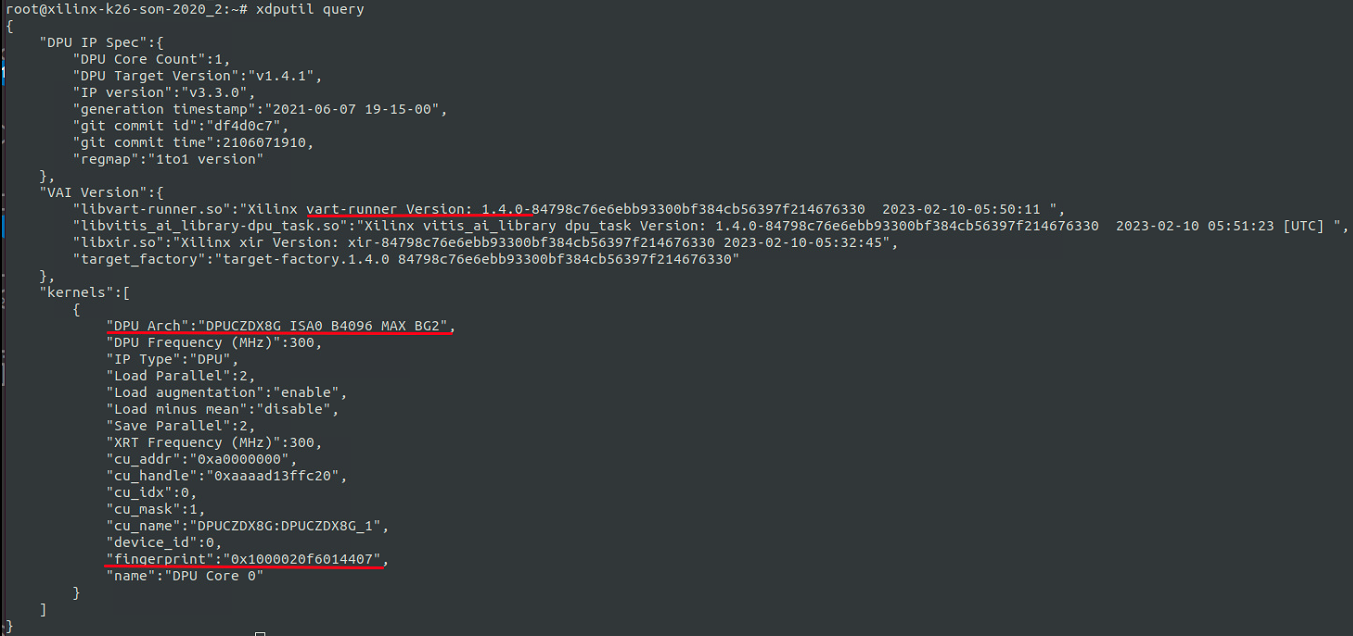 root@xilinx-k26-som-2020_2:~# xdputil query
{
    "DPU IP Spec":{
        "DPU Core Count":1,
        "DPU Target Version":"v1.4.1",
        "IP version":"v3.3.0",
        "generation timestamp":"2021-06-07 19-15-00",
        "git commit id":"df4d0c7",
        "git commit time":2106071910,
        "regmap":"1to1 version"
    },
    "VAI Version":{
        "libvart-runner.so":"Xilinx vart-runner Version: 1.4.0-84798c76e6ebb93300bf384cb56397f214676330  2023-02-10-05:50:11 ",
        "libvitis_ai_library-dpu_task.so":"Xilinx vitis_ai_library dpu_task Version: 1.4.0-84798c76e6ebb93300bf384cb56397f214676330  2023-02-10 05:51:23 [UTC] ",
        "libxir.so":"Xilinx xir Version: xir-84798c76e6ebb93300bf384cb56397f214676330 2023-02-10-05:32:45",
        "target_factory":"target-factory.1.4.0 84798c76e6ebb93300bf384cb56397f214676330"
    },
    "kernels":[
        {
            "DPU Arch":"DPUCZDX8G_ISA0_B4096_MAX_BG2",
            "DPU Frequency (MHz)":300,
            "IP Type":"DPU",
            "Load Parallel":2,
            "Load augmentation":"enable",
            "Load minus mean":"disable",
            "Save Parallel":2,
            "XRT Frequency (MHz)":300,
            "cu_addr":"0xa0000000",
            "cu_handle":"0xaaaad13ffc20",
            "cu_idx":0,
            "cu_mask":1,
            "cu_name":"DPUCZDX8G:DPUCZDX8G_1",
            "device_id":0,
            "fingerprint":"0x1000020f6014407",
            "name":"DPU Core 0"
        }
    ]
}